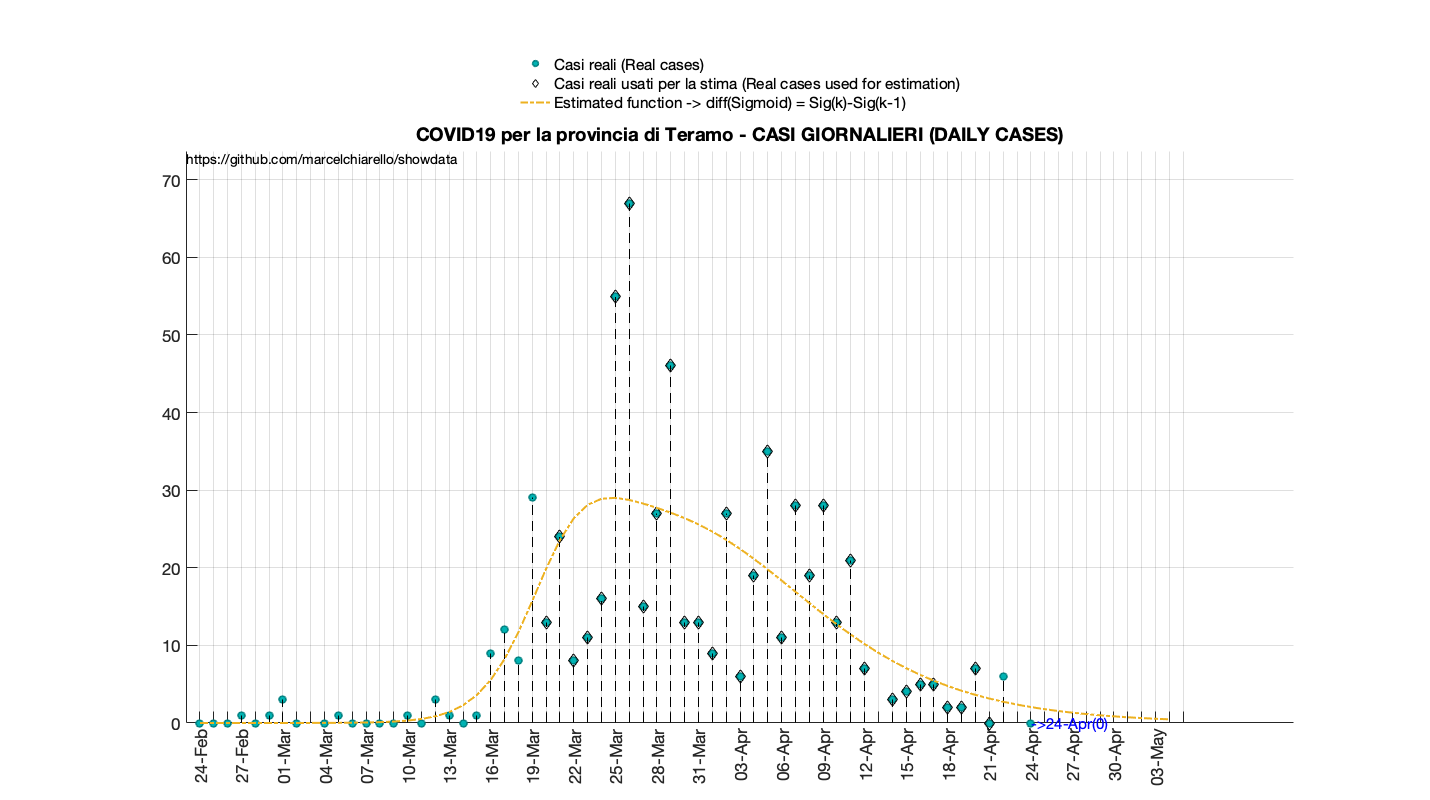 Casi reali (Real cases)
Casi reali usati per la stima (Real cases used for estimation)
Estimated function -> diff(Sigmoid) = Sig(k)-Sig(k-1)
COVID19 per la provincia di Teramo - CASI GIORNALIERI (DAILY CASES)
https://github.com/marcelchiarello/showdata
70
60
50
40
30
20
10
0
->24-Apr(0)
24-Feb
27-Feb
01-Mar
04-Mar
07-Mar
10-Mar
13-Mar
16-Mar
19-Mar
22-Mar
25-Mar
28-Mar
31-Mar
03-Apr
06-Apr
09-Apr
12-Apr
15-Apr
18-Apr
21-Apr
24-Apr
27-Apr
30-Apr
03-May